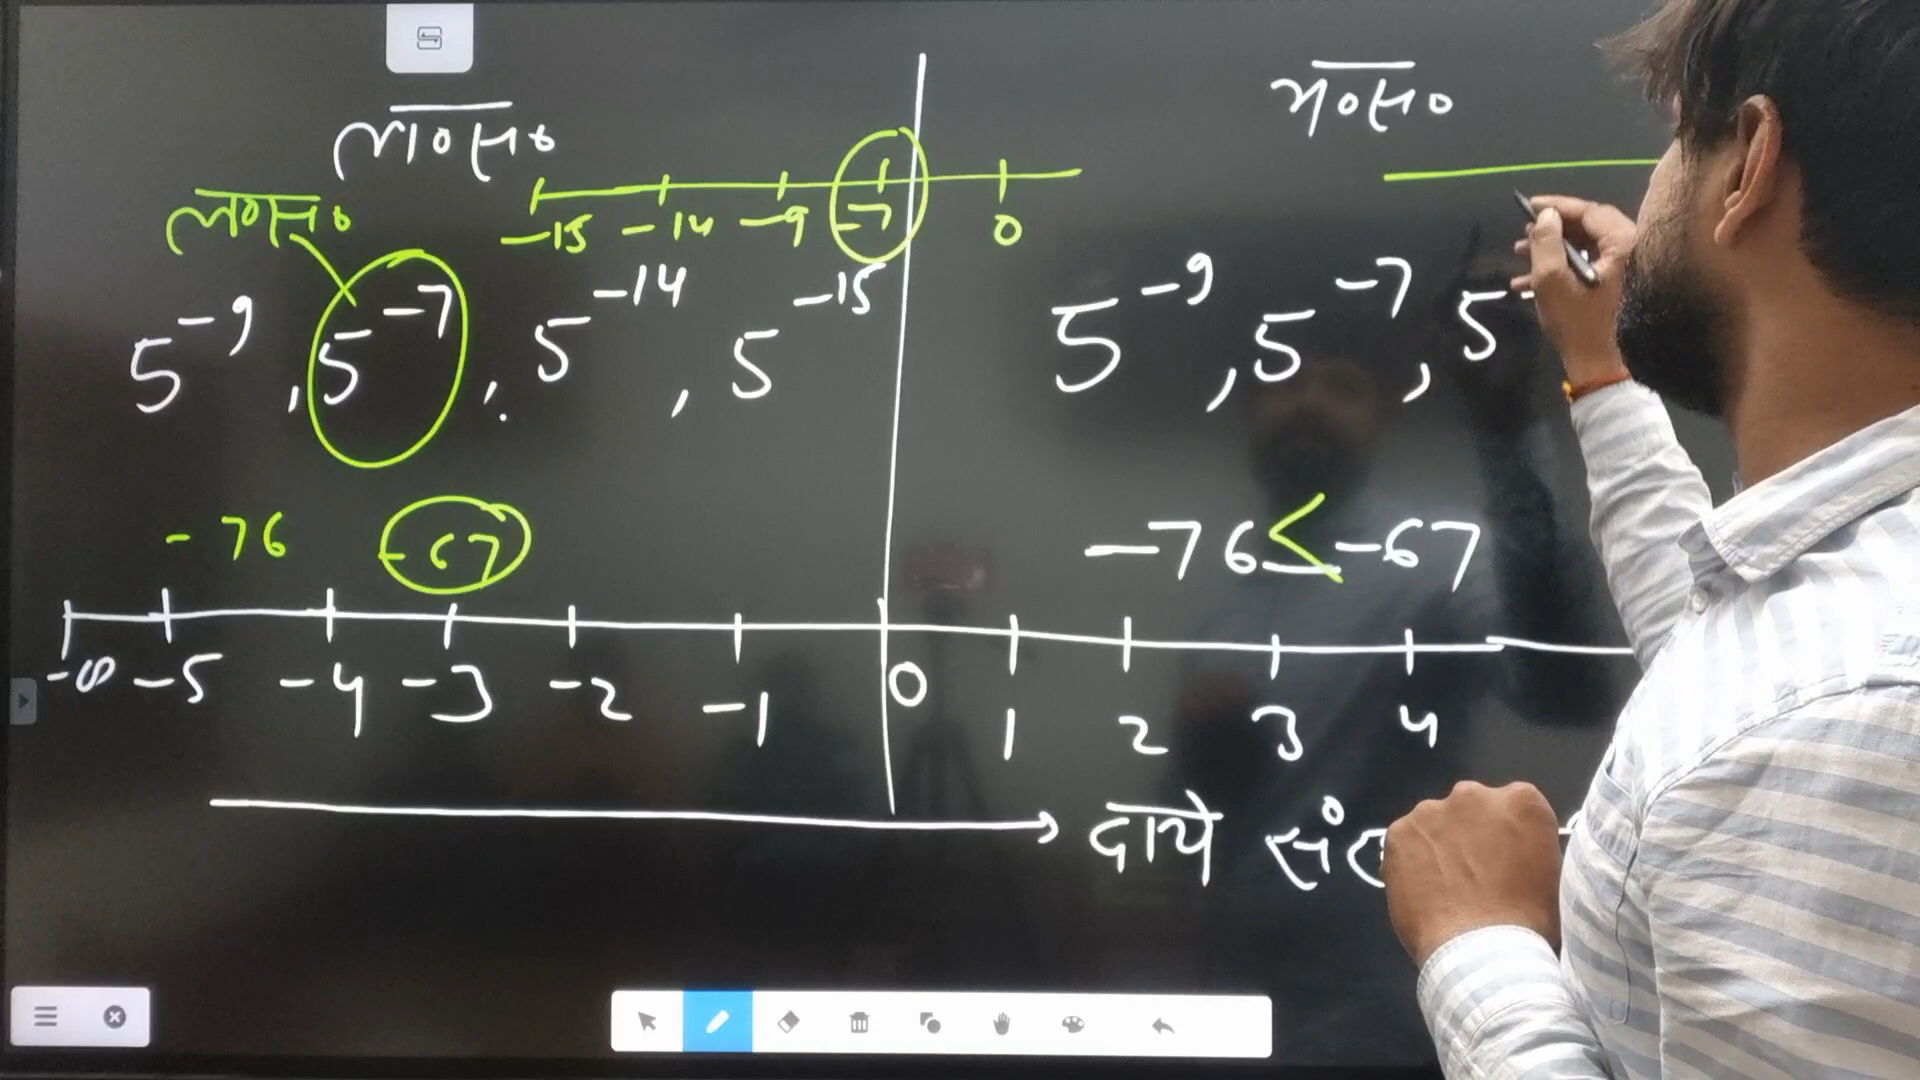 ल०स० म०स०
ल०स० -15 -14 -9 -7 0
5^-9 , 5^-7 , 5^-14 , 5^-15 5^-9 , 5^-7 , 5
-76 -67 -76 < -67
-∞ -5 -4 -3 -2 -1 0 1 2 3 4
दाये